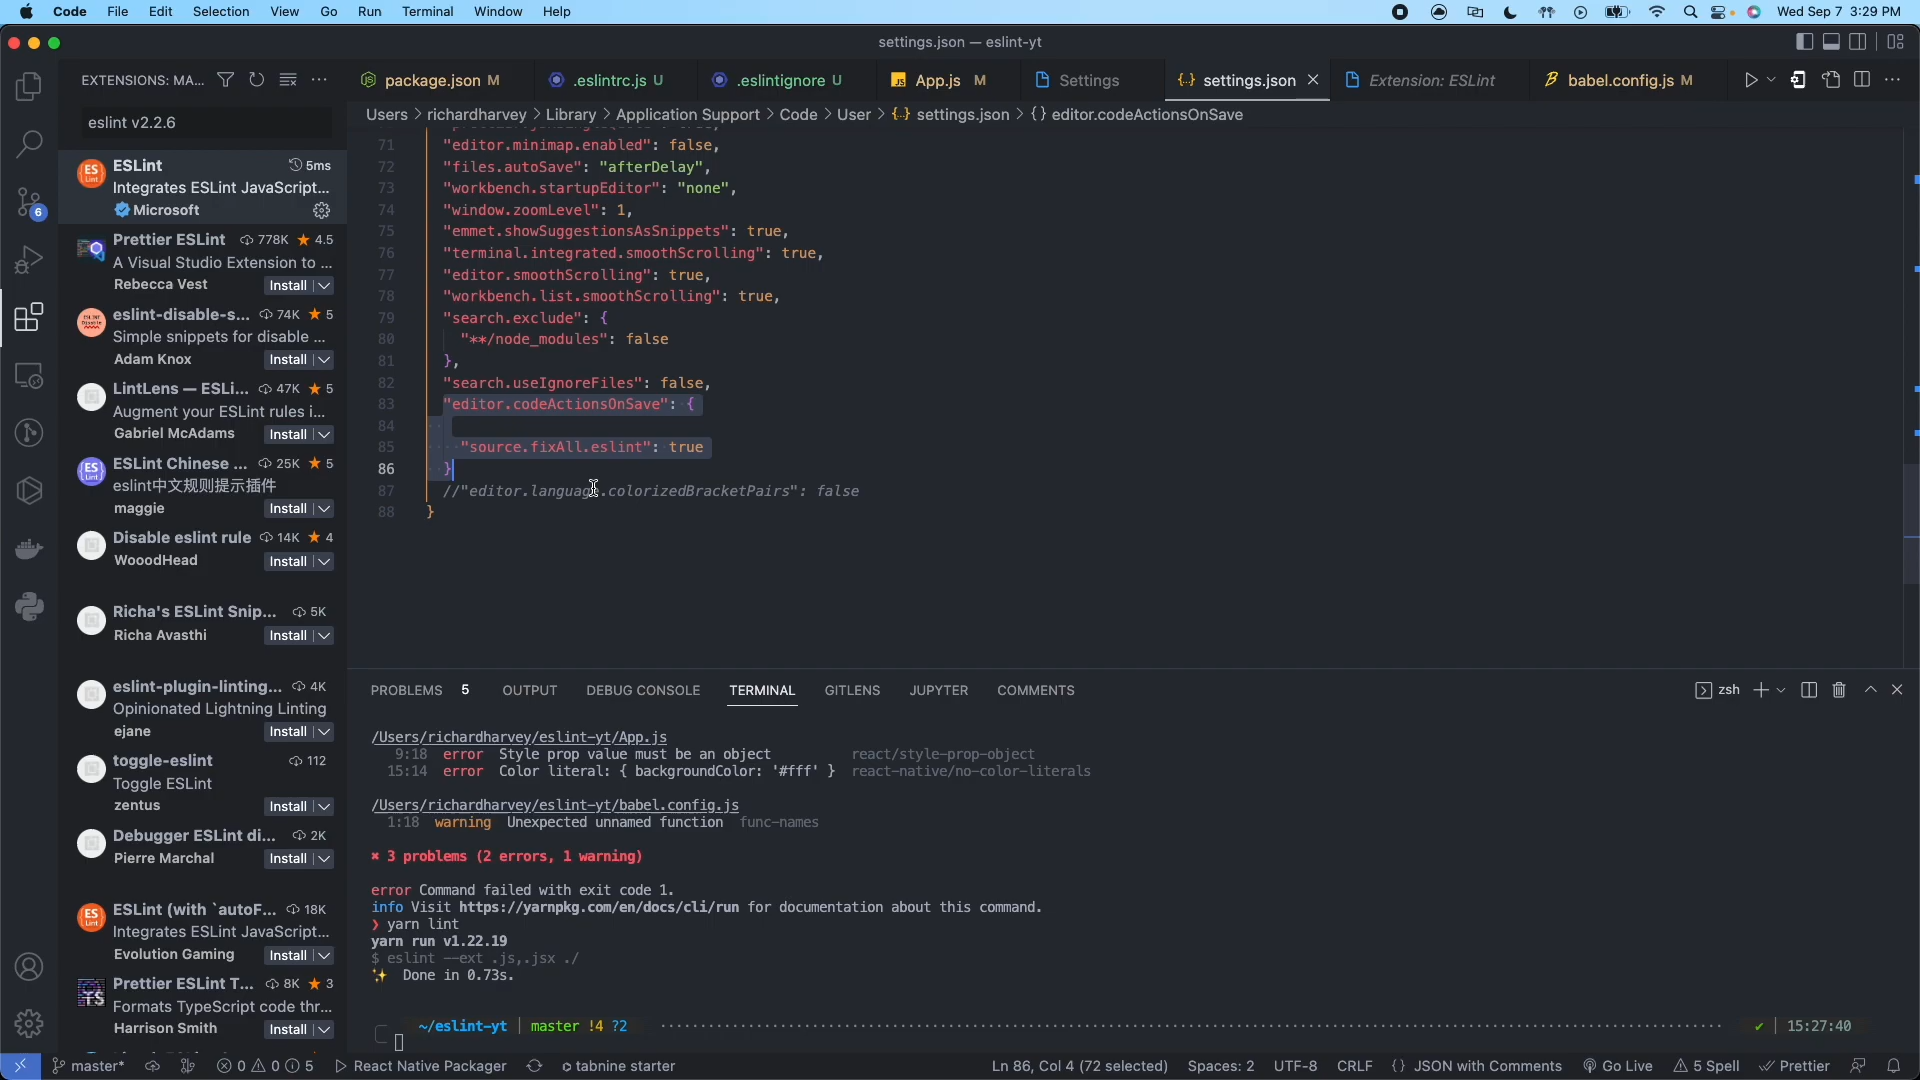 Code File Edit Selection View Go Run Terminal Window Help Wed Sep 7 3:29 PM
settings.json — eslint-yt
EXTENSIONS: MA...
eslint v2.2.6
ESLint 5ms
Integrates ESLint JavaScript...
Microsoft
Prettier ESLint 778K 4.5
A Visual Studio Extension to ...
Rebecca Vest Install
eslint-disable-s... 74K 5
Simple snippets for disable ...
Adam Knox Install
LintLens — ESLi... 47K 5
Augment your ESLint rules i...
Gabriel McAdams Install
ESLint Chinese ... 25K 5
eslint中文规则提示插件
maggie Install
Disable eslint rule 14K 4
WooodHead Install
Richa's ESLint Snip... 5K
Richa Avasthi Install
eslint-plugin-linting... 4K
Opinionated Lightning Linting
ejane Install
toggle-eslint 112
Toggle ESLint
zentus Install
Debugger ESLint di... 2K
Pierre Marchal Install
ESLint (with `autoF... 18K
Integrates ESLint JavaScript...
Evolution Gaming Install
Prettier ESLint T... 8K 3
Formats TypeScript code thr...
Harrison Smith Install
package.json M .eslintrc.js U .eslintignore U App.js M Settings settings.json Extension: ESLint babel.config.js M
Users > richardharvey > Library > Application Support > Code > User > {..} settings.json > {} editor.codeActionsOnSave
71 "editor.minimap.enabled": false,
72 "files.autoSave": "afterDelay",
73 "workbench.startupEditor": "none",
74 "window.zoomLevel": 1,
75 "emmet.showSuggestionsAsSnippets": true,
76 "terminal.integrated.smoothScrolling": true,
77 "editor.smoothScrolling": true,
78 "workbench.list.smoothScrolling": true,
79 "search.exclude": {
80 "**/node_modules": false
81 },
82 "search.useIgnoreFiles": false,
83 "editor.codeActionsOnSave": {
84
85 "source.fixAll.eslint": true
86 }
87 //"editor.language.colorizedBracketPairs": false
88 }
PROBLEMS 5 OUTPUT DEBUG CONSOLE TERMINAL GITLENS JUPYTER COMMENTS zsh
/Users/richardharvey/eslint-yt/App.js
9:18 error Style prop value must be an object react/style-prop-object
15:14 error Color literal: { backgroundColor: '#fff' } react-native/no-color-literals
/Users/richardharvey/eslint-yt/babel.config.js
1:18 warning Unexpected unnamed function func-names
✖ 3 problems (2 errors, 1 warning)
error Command failed with exit code 1.
info Visit https://yarnpkg.com/en/docs/cli/run for documentation about this command.
❯ yarn lint
yarn run v1.22.19
$ eslint --ext .js,.jsx ./
✨ Done in 0.73s.
~/eslint-yt master !4 ?2 ✔ 15:27:40
6
master* 0 0 5 React Native Packager tabnine starter Ln 86, Col 4 (72 selected) Spaces: 2 UTF-8 CRLF {} JSON with Comments Go Live 5 Spell Prettier